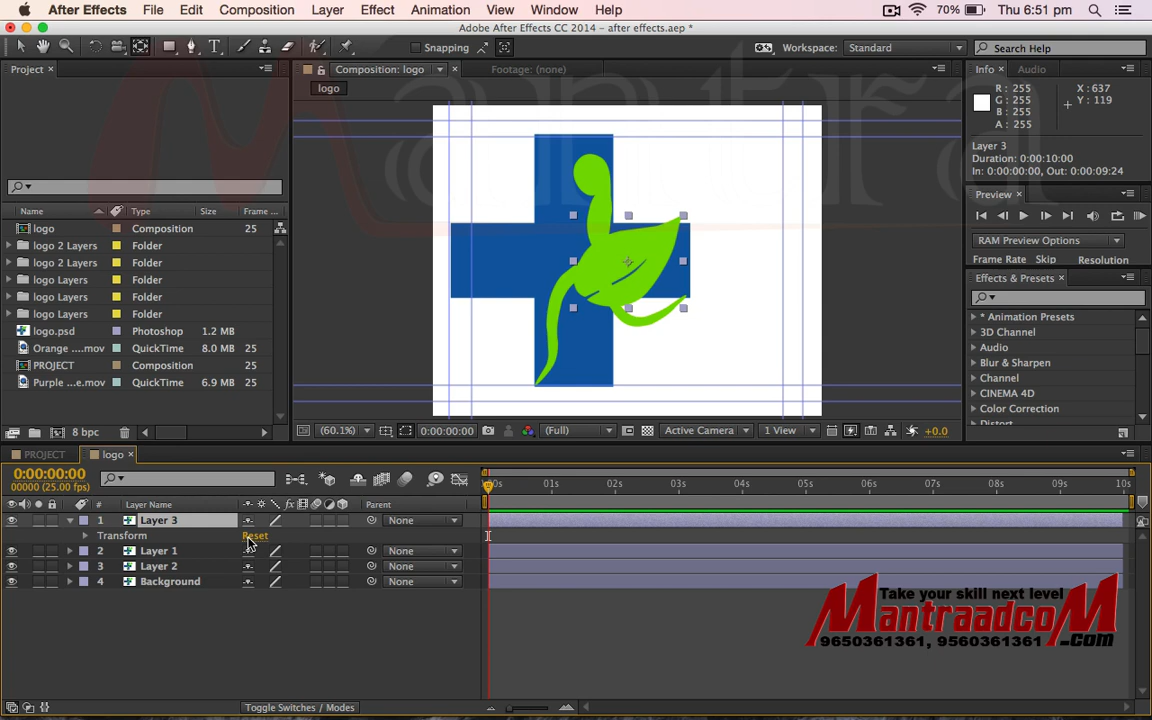 After Effects File Edit Composition Layer Effect Animation View Window Help 70% Thu 6:51 pm
Adobe After Effects CC 2014 – after effects.aep *
Snapping Workspace: Standard Search Help
Project × Composition: logo × Footage: (none) Info × Audio
logo
R : 255 X : 637
G : 255 Y : 119
B : 255
A : 255
Layer 3
Duration: 0:00:10:00
In: 0:00:00:00, Out: 0:00:09:24
Preview ×
RAM Preview Options
Frame Rate Skip Resolution
Effects & Presets ×
* Animation Presets
3D Channel
Audio
Blur & Sharpen
Channel
CINEMA 4D
Color Correction
Distort
Name Type Size Frame ...
logo Composition 25
logo 2 Layers Folder
logo 2 Layers Folder
logo Layers Folder
logo Layers Folder
logo Layers Folder
logo.psd Photoshop 1.2 MB
Orange ....mov QuickTime 8.0 MB 25
PROJECT Composition 25
Purple ...e.mov QuickTime 6.9 MB 25
8 bpc
(60.1%) 0:00:00:00 (Full) Active Camera 1 View +0.0
PROJECT logo ×
0:00:00:00
00000 (25.00 fps)
:00s 01s 02s 03s 04s 05s 06s 07s 08s 09s 10s
# Layer Name fx Parent
1 Layer 3 None
Transform Reset
2 Layer 1 None
3 Layer 2 None
4 Background None
Take your skill next level
MantraadcoM
9650361361, 9560361361 .com
Toggle Switches / Modes